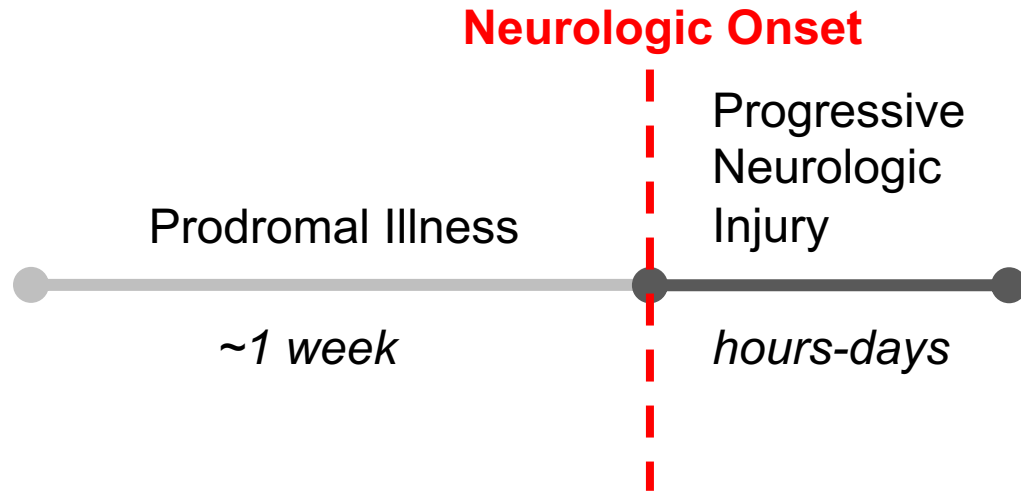 Neurologic Onset
Progressive
Neurologic
Injury
Prodromal Illness
~1 week
hours-days